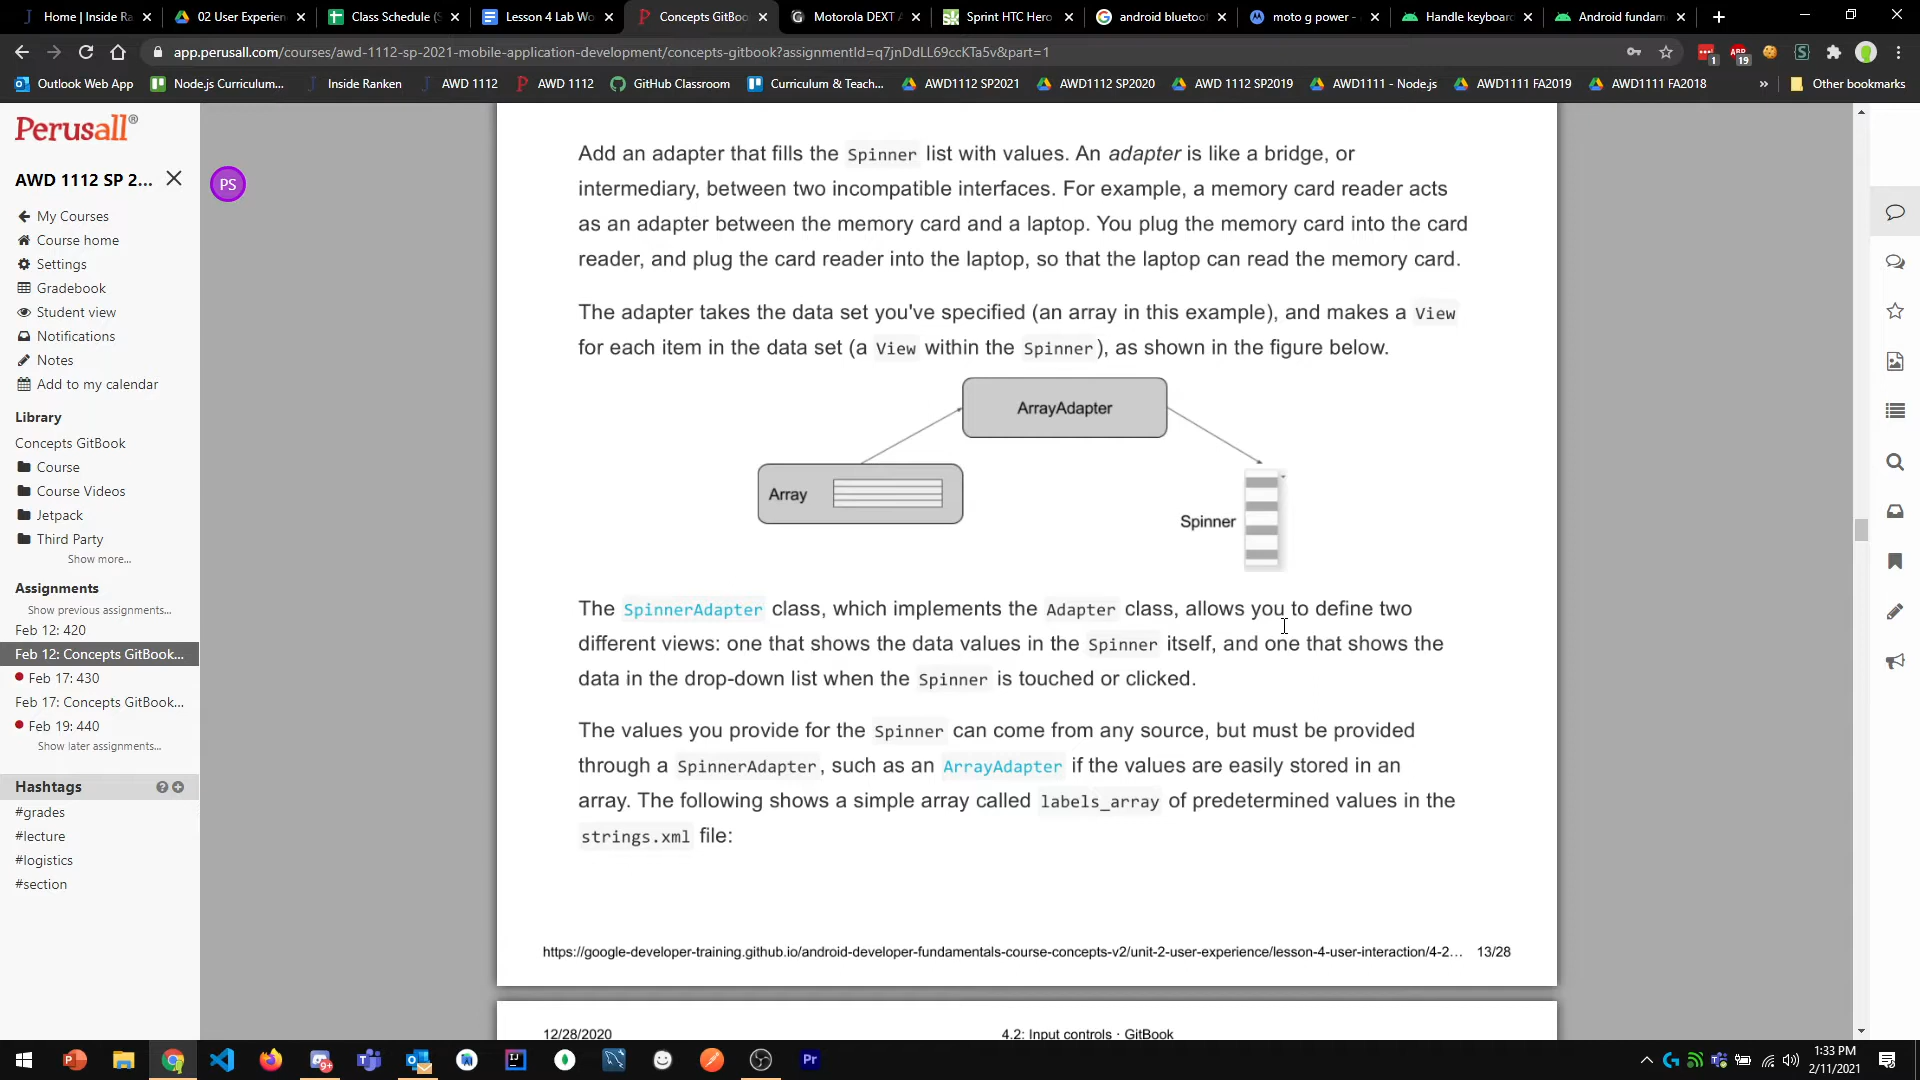 Home | Inside Ra
02 User Experien
Class Schedule (S
Lesson 4 Lab Wo
Concepts GitBoo
Motorola DEXT A
Sprint HTC Hero
android bluetoo
moto g power -
Handle keyboard
Android fundam
app.perusall.com/courses/awd-1112-sp-2021-mobile-application-development/concepts-gitbook?assignmentId=q7jnDdLL69ccKTa5v&part=1
1
19
Outlook Web App
Node.js Curriculum...
Inside Ranken
AWD 1112
AWD 1112
GitHub Classroom
Curriculum & Teach...
AWD1112 SP2021
AWD1112 SP2020
AWD1112 SP2019
AWD1111 - Node.js
AWD1111 FA2019
AWD1111 FA2018
»
Other bookmarks
Perusall®
AWD 1112 SP 2...
PS
My Courses
Course home
Settings
Gradebook
Student view
Notifications
Notes
Add to my calendar
Library
Concepts GitBook
Course
Course Videos
Jetpack
Third Party
Show more...
Assignments
Show previous assignments...
Feb 12: 420
Feb 12: Concepts GitBook...
Feb 17: 430
Feb 17: Concepts GitBook...
Feb 19: 440
Show later assignments...
Hashtags
#grades
#lecture
#logistics
#section
Add an adapter that fills the Spinner list with values. An adapter is like a bridge, or
intermediary, between two incompatible interfaces. For example, a memory card reader acts
as an adapter between the memory card and a laptop. You plug the memory card into the card
reader, and plug the card reader into the laptop, so that the laptop can read the memory card.
The adapter takes the data set you've specified (an array in this example), and makes a View
for each item in the data set (a View within the Spinner), as shown in the figure below.
ArrayAdapter
Array
Spinner
The SpinnerAdapter class, which implements the Adapter class, allows you to define two
different views: one that shows the data values in the Spinner itself, and one that shows the
data in the drop-down list when the Spinner is touched or clicked.
The values you provide for the Spinner can come from any source, but must be provided
through a SpinnerAdapter, such as an ArrayAdapter if the values are easily stored in an
array. The following shows a simple array called labels_array of predetermined values in the
strings.xml file:
https://google-developer-training.github.io/android-developer-fundamentals-course-concepts-v2/unit-2-user-experience/lesson-4-user-interaction/4-2... 13/28
12/28/2020
4.2: Input controls · GitBook
Pr
1:33 PM
2/11/2021